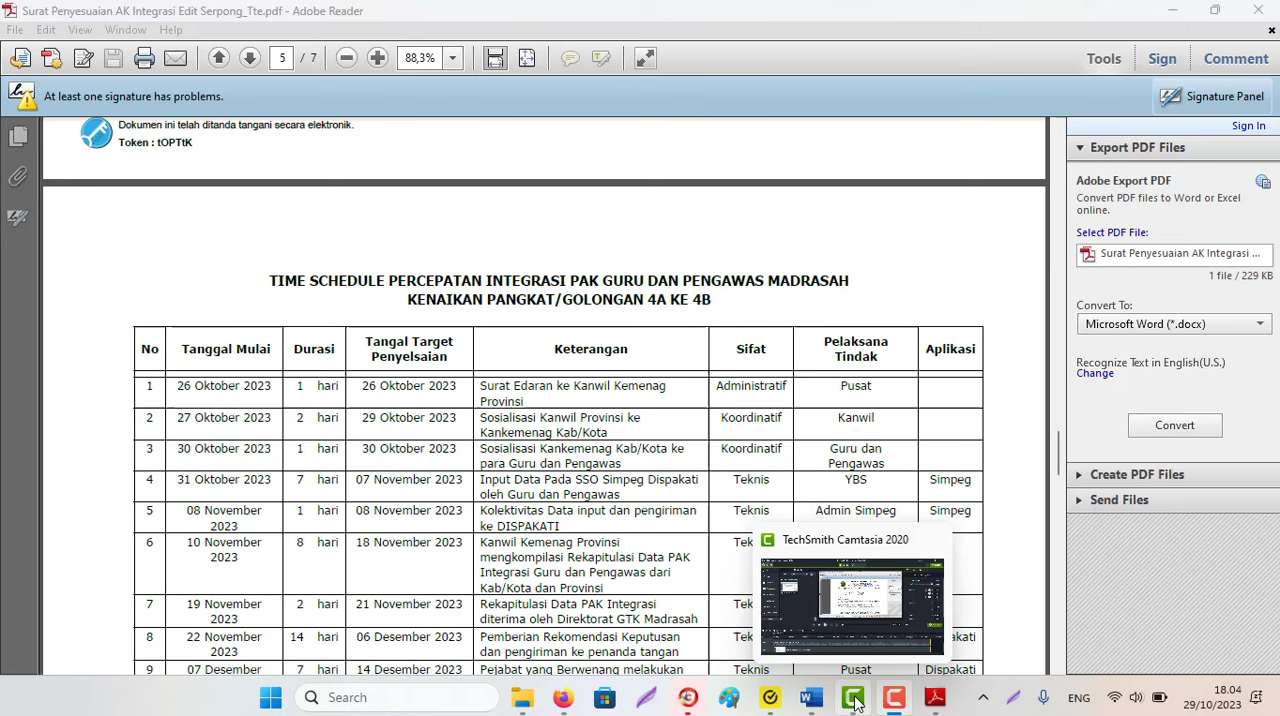 Surat Penyesuaian AK Integrasi Edit Serpong_Tte.pdf - Adobe Reader
File Edit View Window Help
5 / 7 88,3% Tools Sign Comment
At least one signature has problems. Signature Panel
Dokumen ini telah ditanda tangani secara elektronik.
Token : tOPTtK
TIME SCHEDULE PERCEPATAN INTEGRASI PAK GURU DAN PENGAWAS MADRASAH
KENAIKAN PANGKAT/GOLONGAN 4A KE 4B
No Tanggal Mulai Durasi Tangal Target Penyelsaian Keterangan Sifat Pelaksana Tindak Aplikasi
1 26 Oktober 2023 1 hari 26 Oktober 2023 Surat Edaran ke Kanwil Kemenag Administratif Pusat
Provinsi
2 27 Oktober 2023 2 hari 29 Oktober 2023 Sosialisasi Kanwil Provinsi ke Koordinatif Kanwil
Kankemenag Kab/Kota
3 30 Oktober 2023 1 hari 30 Oktober 2023 Sosialisasi Kankemenag Kab/Kota ke Koordinatif Guru dan
para Guru dan Pengawas Pengawas
4 31 Oktober 2023 7 hari 07 November 2023 Input Data Pada SSO Simpeg Dispakati Teknis YBS Simpeg
oleh Guru dan Pengawas
5 08 November 1 hari 08 November 2023 Kolektivitas Data input dan pengiriman Teknis Admin Simpeg Simpeg
2023 ke DISPAKATI
6 10 November 8 hari 18 November 2023 Kanwil Kemenag Provinsi
2023 mengkompilasi Rekapitulasi Data PAK
Integrasi Guru dan Pengawas dari
Kab/Kota dan Provinsi
7 19 November 2 hari 21 November 2023 Rekapitulasi Data PAK Integrasi
2023 diterima oleh Direktorat GTK Madrasah
8 22 November 14 hari 06 Desember 2023 Pemberian Rekomendasi Keputusan
2023 dan pengiriman ke penanda tangan
9 07 Desember 7 hari 14 Desember 2023 Pejabat yang Berwenang melakukan Teknis Pusat Dispakati
TechSmith Camtasia 2020
Sign In
Export PDF Files
Adobe Export PDF
Convert PDF files to Word or Excel
online.
Select PDF File:
Surat Penyesuaian AK Integrasi ...
1 file / 229 KB
Convert To:
Microsoft Word (*.docx)
Recognize Text in English(U.S.)
Change
Convert
Create PDF Files
Send Files
Search
ENG
18.04
29/10/2023